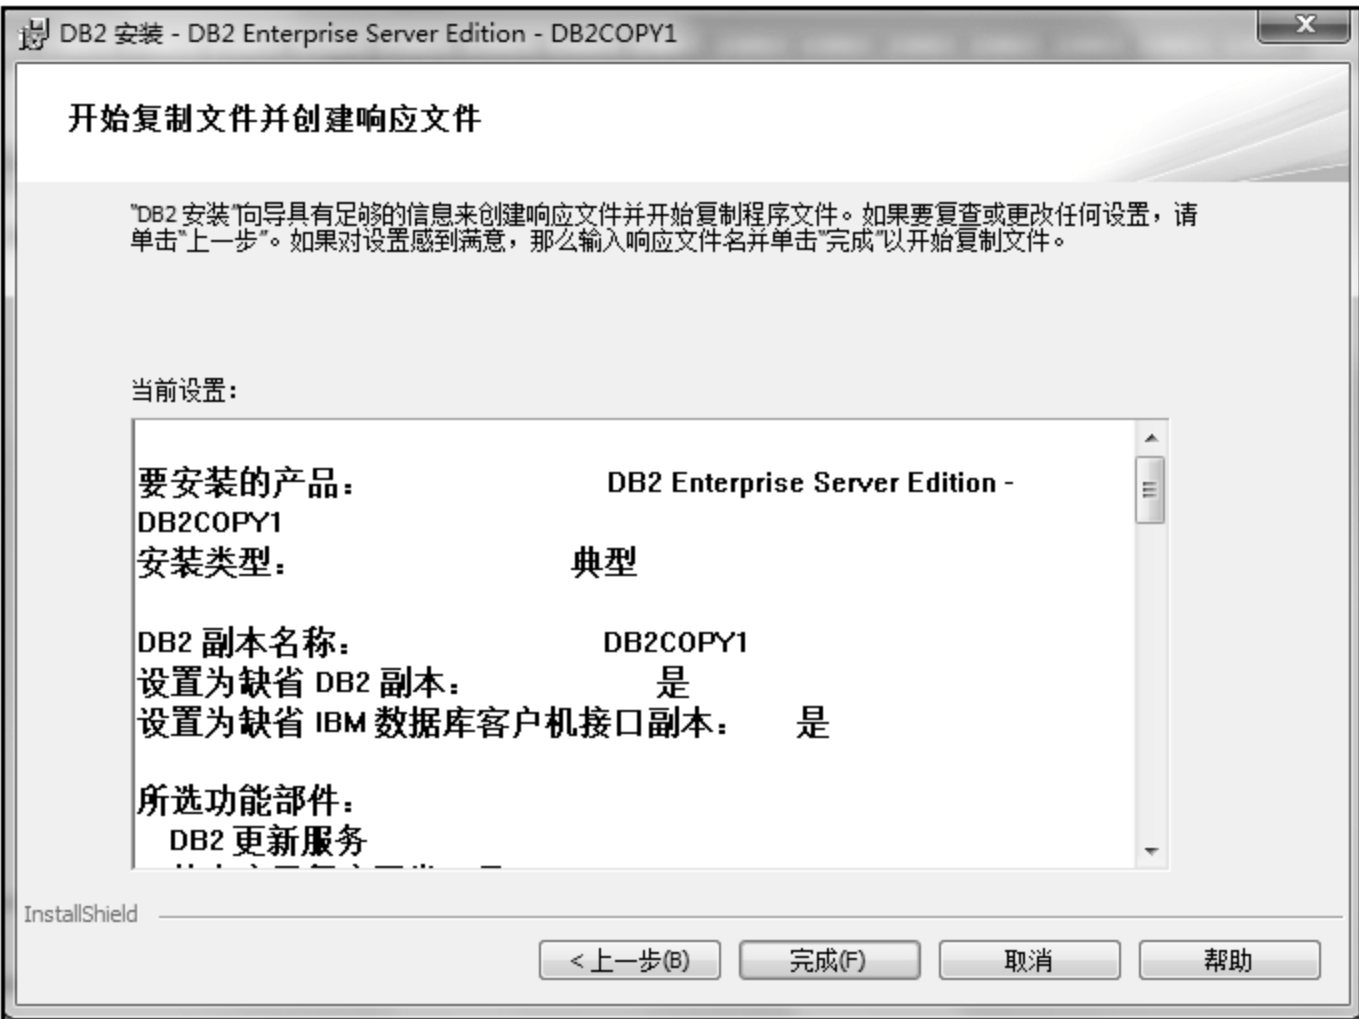 DB2 安装 - DB2 Enterprise Server Edition - DB2COPY1
开始复制文件并创建响应文件
"DB2 安装"向导具有足够的信息来创建响应文件并开始复制程序文件。如果要复查或更改任何设置，请
单击"上一步"。如果对设置感到满意，那么输入响应文件名并单击"完成"以开始复制文件。
当前设置：
要安装的产品： DB2 Enterprise Server Edition -
DB2COPY1
安装类型： 典型
DB2 副本名称： DB2COPY1
设置为缺省 DB2 副本： 是
设置为缺省 IBM 数据库客户机接口副本： 是
所选功能部件：
DB2 更新服务
InstallShield
< 上一步(B) 完成(F) 取消 帮助